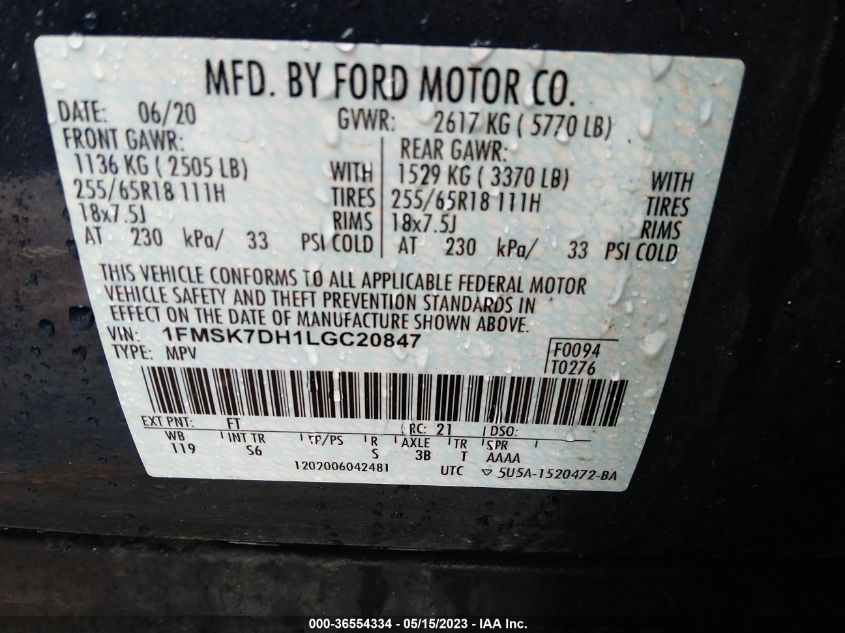 MFD. BY FORD MOTOR CO.
DATE: 06/20 GVWR: 2617 KG ( 5770 LB)
FRONT GAWR: REAR GAWR:
1136 KG ( 2505 LB) WITH 1529 KG ( 3370 LB) WITH
255/65R18 111H TIRES 255/65R18 111H TIRES
18x7.5J RIMS 18x7.5J RIMS
AT 230 kPa/ 33 PSI COLD AT 230 kPa/ 33 PSI COLD
THIS VEHICLE CONFORMS TO ALL APPLICABLE FEDERAL MOTOR
VEHICLE SAFETY AND THEFT PREVENTION STANDARDS IN
EFFECT ON THE DATE OF MANUFACTURE SHOWN ABOVE.
VIN: 1FMSK7DH1LGC20847
TYPE: MPV
F0094
T0276
EXT PNT: FT RC: 21 DSO:
WB INT TR TP/PS R AXLE TR SPR
119 S6 S 3B T AAAA
1202006042481 UTC ▽ 5U5A-1520472-BA
000-36554334 - 05/15/2023 - IAA Inc.